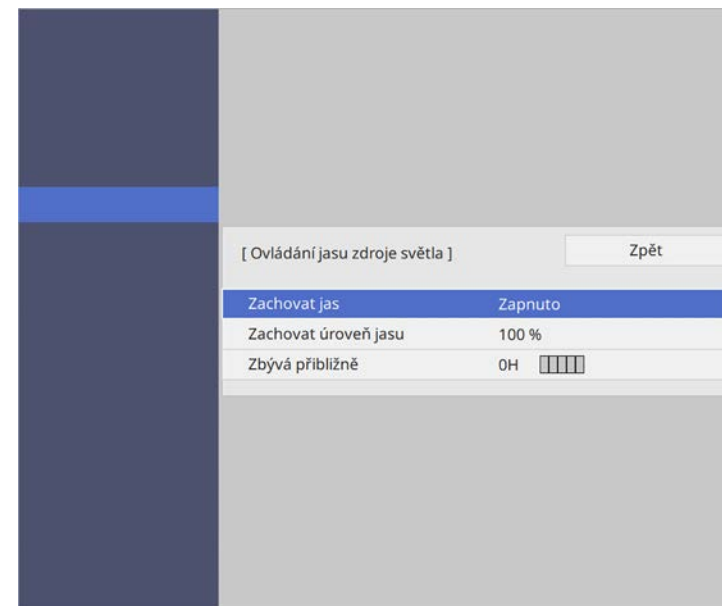 [ Ovládání jasu zdroje světla ] Zpět
Zachovat jas Zapnuto
Zachovat úroveň jasu 100 %
Zbývá přibližně 0H